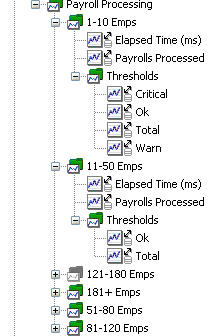 Payroll Processing
1-10 Emps
Elapsed Time (ms)
Payrolls Processed
Thresholds
Critical
Ok
Total
Warn
11-50 Emps
Elapsed Time (ms)
Payrolls Processed
Thresholds
Ok
Total
121-180 Emps
181+ Emps
51-80 Emps
81-120 Emps